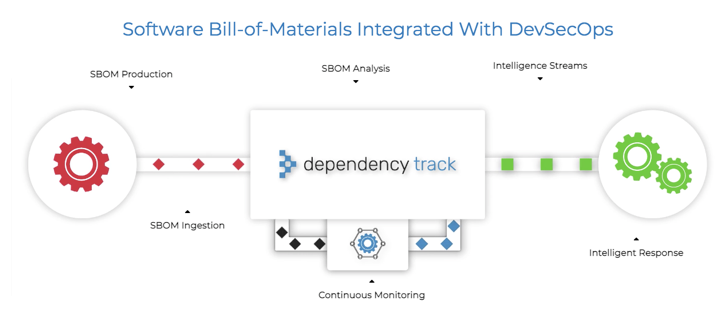 Software Bill-of-Materials Integrated With DevSecOps
SBOM Production
SBOM Analysis
Intelligence Streams
dependency track
SBOM Ingestion
Intelligent Response
Continuous Monitoring